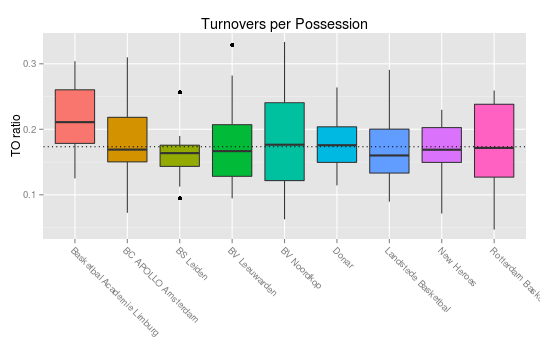 Turnovers per Possession
TO ratio
0.3
0.2
0.1
Basketbal Academie Limburg
BC APOLLO Amsterdam
BS Leiden
BV Leeuwarden
BV Noordkop
Donar
Landstede Basketbal
New Heroes
Rotterdam Bask